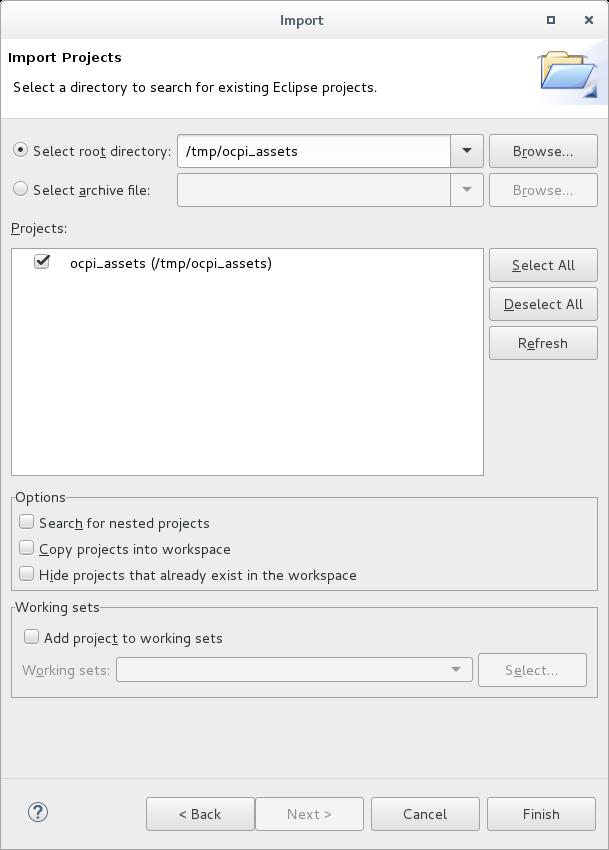 Import
Import Projects
Select a directory to search for existing Eclipse projects.
Select root directory: /tmp/ocpi_assets Browse...
Select archive file: Browse...
Projects:
ocpi_assets (/tmp/ocpi_assets)
Select All
Deselect All
Refresh
Options
Search for nested projects
Copy projects into workspace
Hide projects that already exist in the workspace
Working sets
Add project to working sets
Working sets: Select...
? < Back Next > Cancel Finish